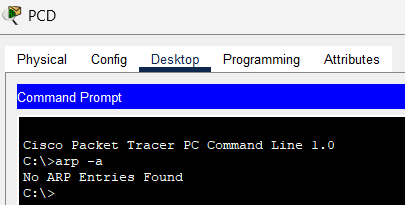 PCD
Physical Config Desktop Programming Attributes
Command Prompt
Cisco Packet Tracer PC Command Line 1.0
C:\>arp -a
No ARP Entries Found
C:\>